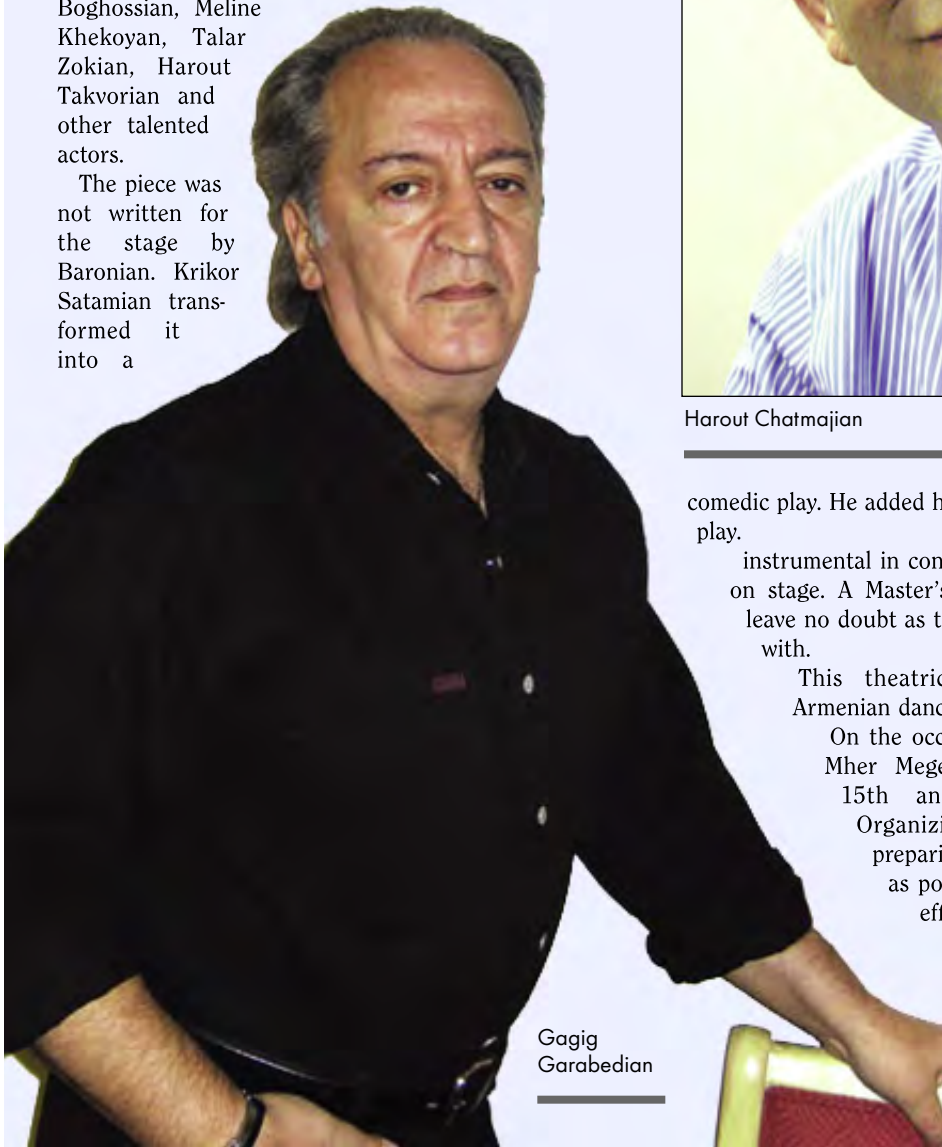 Boghossian, Meline
Khekoyan, Talar
Zokian, Harout
Takvorian and
other talented
actors.
The piece was
not written for
the stage by
Baronian. Krikor
Satamian trans-
formed it
into a
Harout Chatmajian
comedic play. He added
play.
instrumental in
on stage. A Master's
leave no doubt as
with.
This
Armenian
On the
Mher
15th
as
Gagig
Garabedian